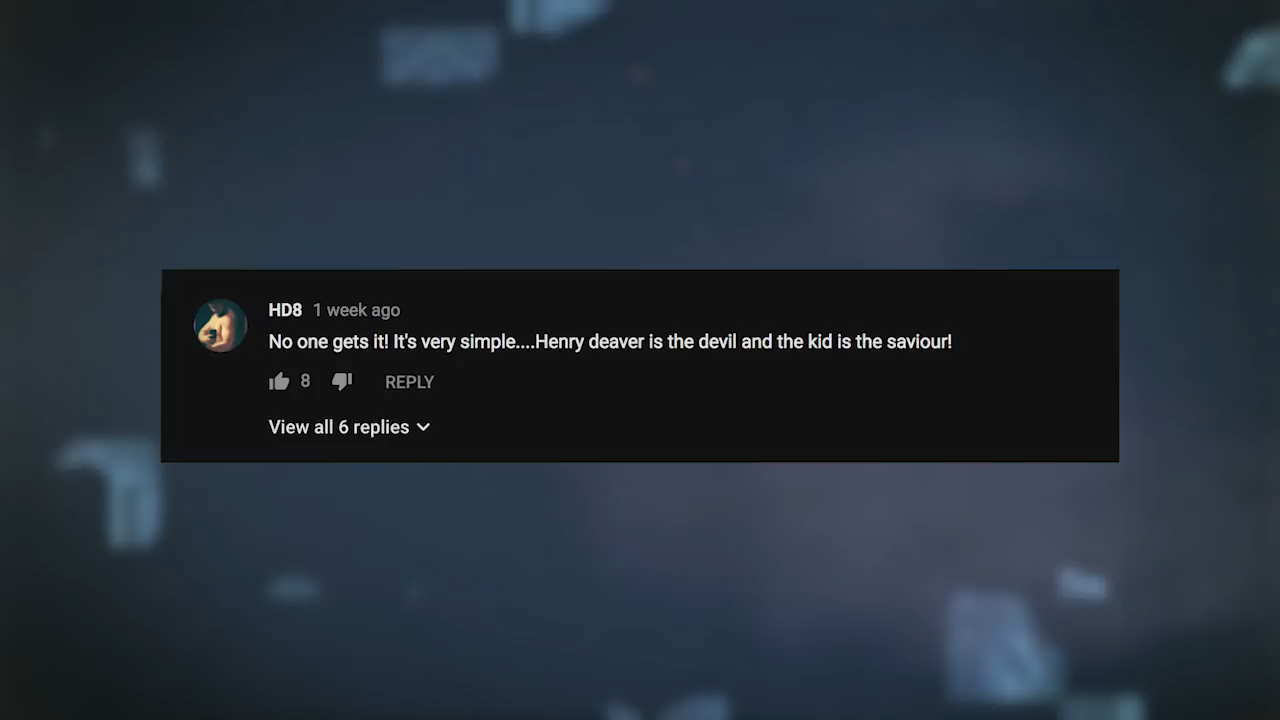 HD8 1 week ago
No one gets it! It's very simple....Henry deaver is the devil and the kid is the saviour!
8 REPLY
View all 6 replies